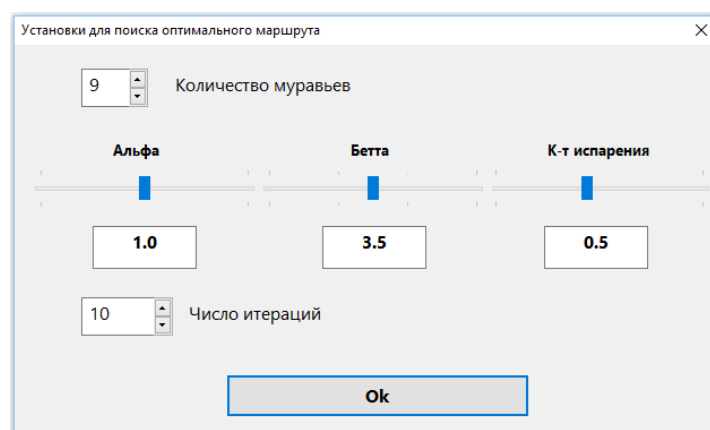 Установки для поиска оптимального маршрута
9 Количество муравьев
Альфа Бетта К-т испарения
1.0 3.5 0.5
10 Число итераций
Ok